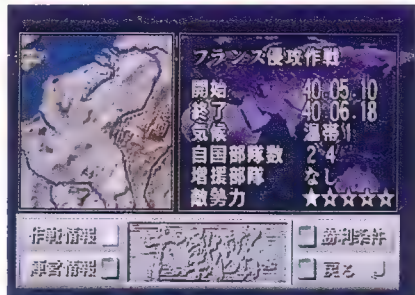 フランス侵攻作戦
開始 40.05.10
終了 40.06.18
気候 温帯1
自国部隊数 24
増援部隊 なし
敵勢力 ★☆☆☆☆
作戦情報
勝利条件
軍容情報
戻る